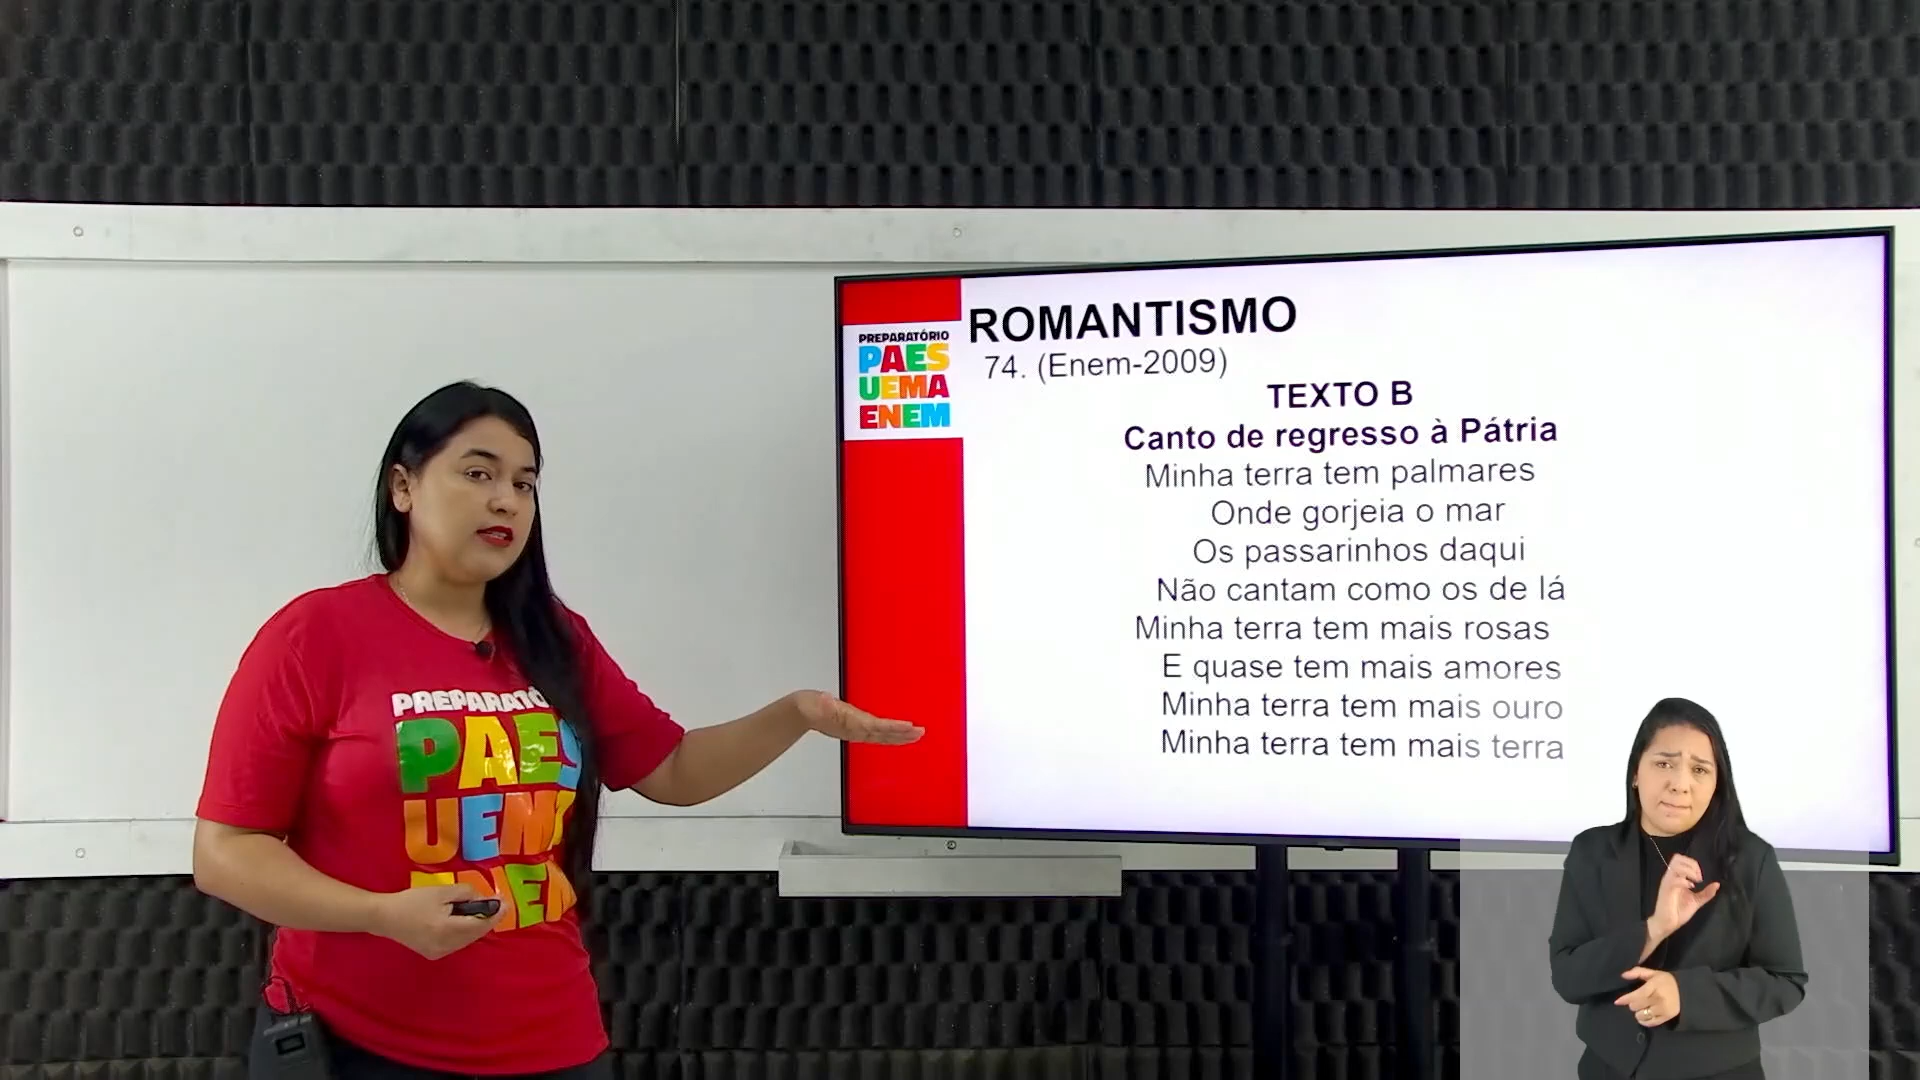 ROMANTISMO
74. (Enem-2009)
TEXTO B
Canto de regresso à Pátria
Minha terra tem palmares
Onde gorjeia o mar
Os passarinhos daqui
Não cantam como os de lá
Minha terra tem mais rosas
E quase tem mais amores
Minha terra tem mais ouro
Minha terra tem mais terra
PREPARATÓRIO
PAES
UEMA
ENEM
PREPARATÓ
PAES
UEMA
ENEM